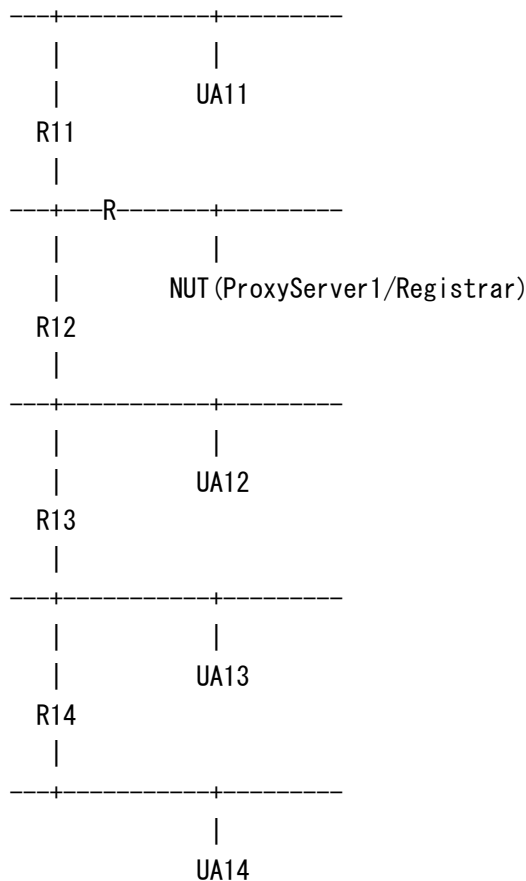 UA11
R11
R
NUT(ProxyServer1/Registrar)
R12
UA12
R13
UA13
R14
UA14